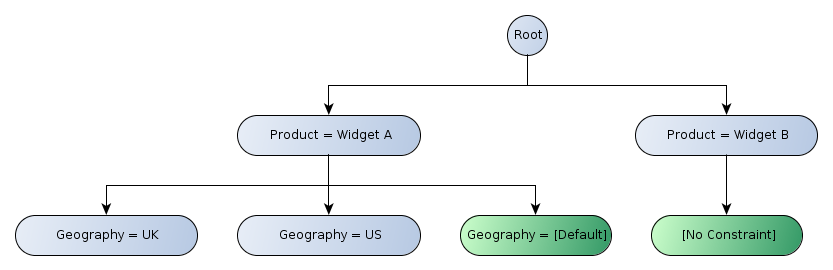 Root
Product = Widget A
Product = Widget B
Geography = UK
Geography = US
Geography = [Default]
[No Constraint]